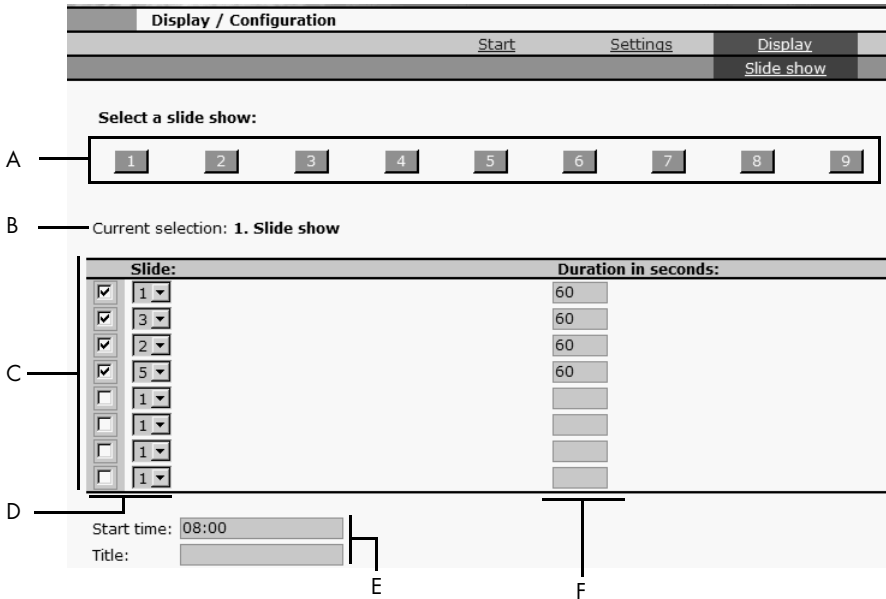 Display / Configuration
Start Settings Display
Slide show
Select a slide show:
A 1 2 3 4 5 6 7 8 9
B Current selection: 1. Slide show
Slide: Duration in seconds:
1 60
3 60
2 60
C 5 60
1
1
1
1
D
Start time: 08:00
Title:
E F